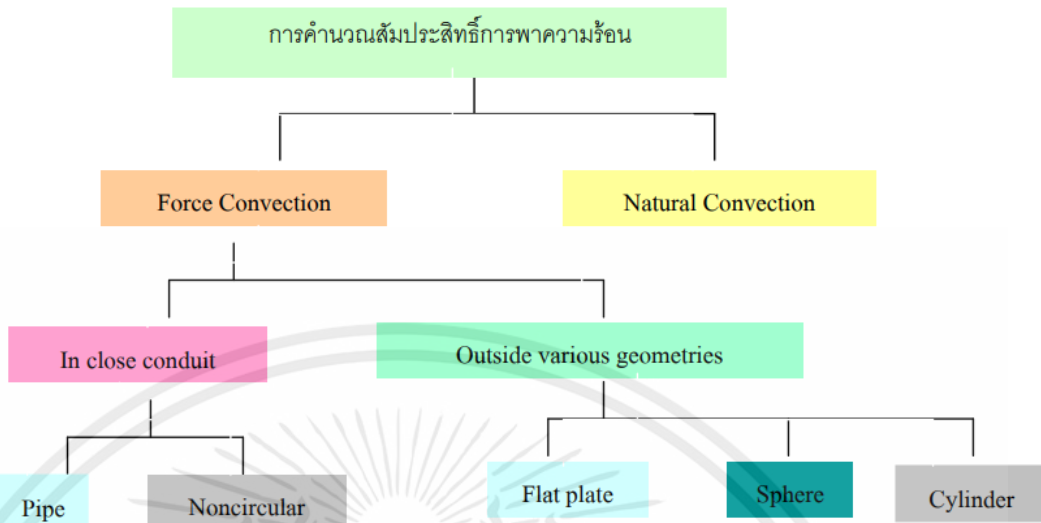 การคำนวณสัมประสิทธิ์การพาความร้อน
Force Convection
Natural Convection
In close conduit
Outside various geometries
Pipe
Noncircular
Flat plate
Sphere
Cylinder